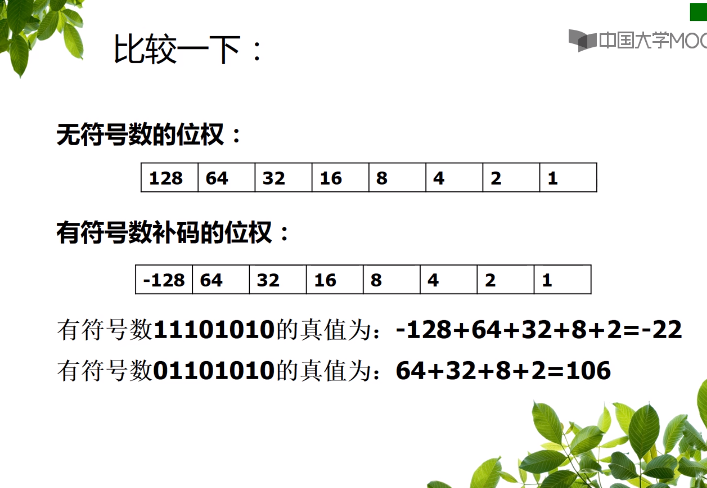 比较一下：
中国大学MOO
无符号数的位权：
128 64 32 16 8 4 2 1
有符号数补码的位权：
-128 64 32 16 8 4 2 1
有符号数11101010的真值为：-128+64+32+8+2=-22
有符号数01101010的真值为：64+32+8+2=106